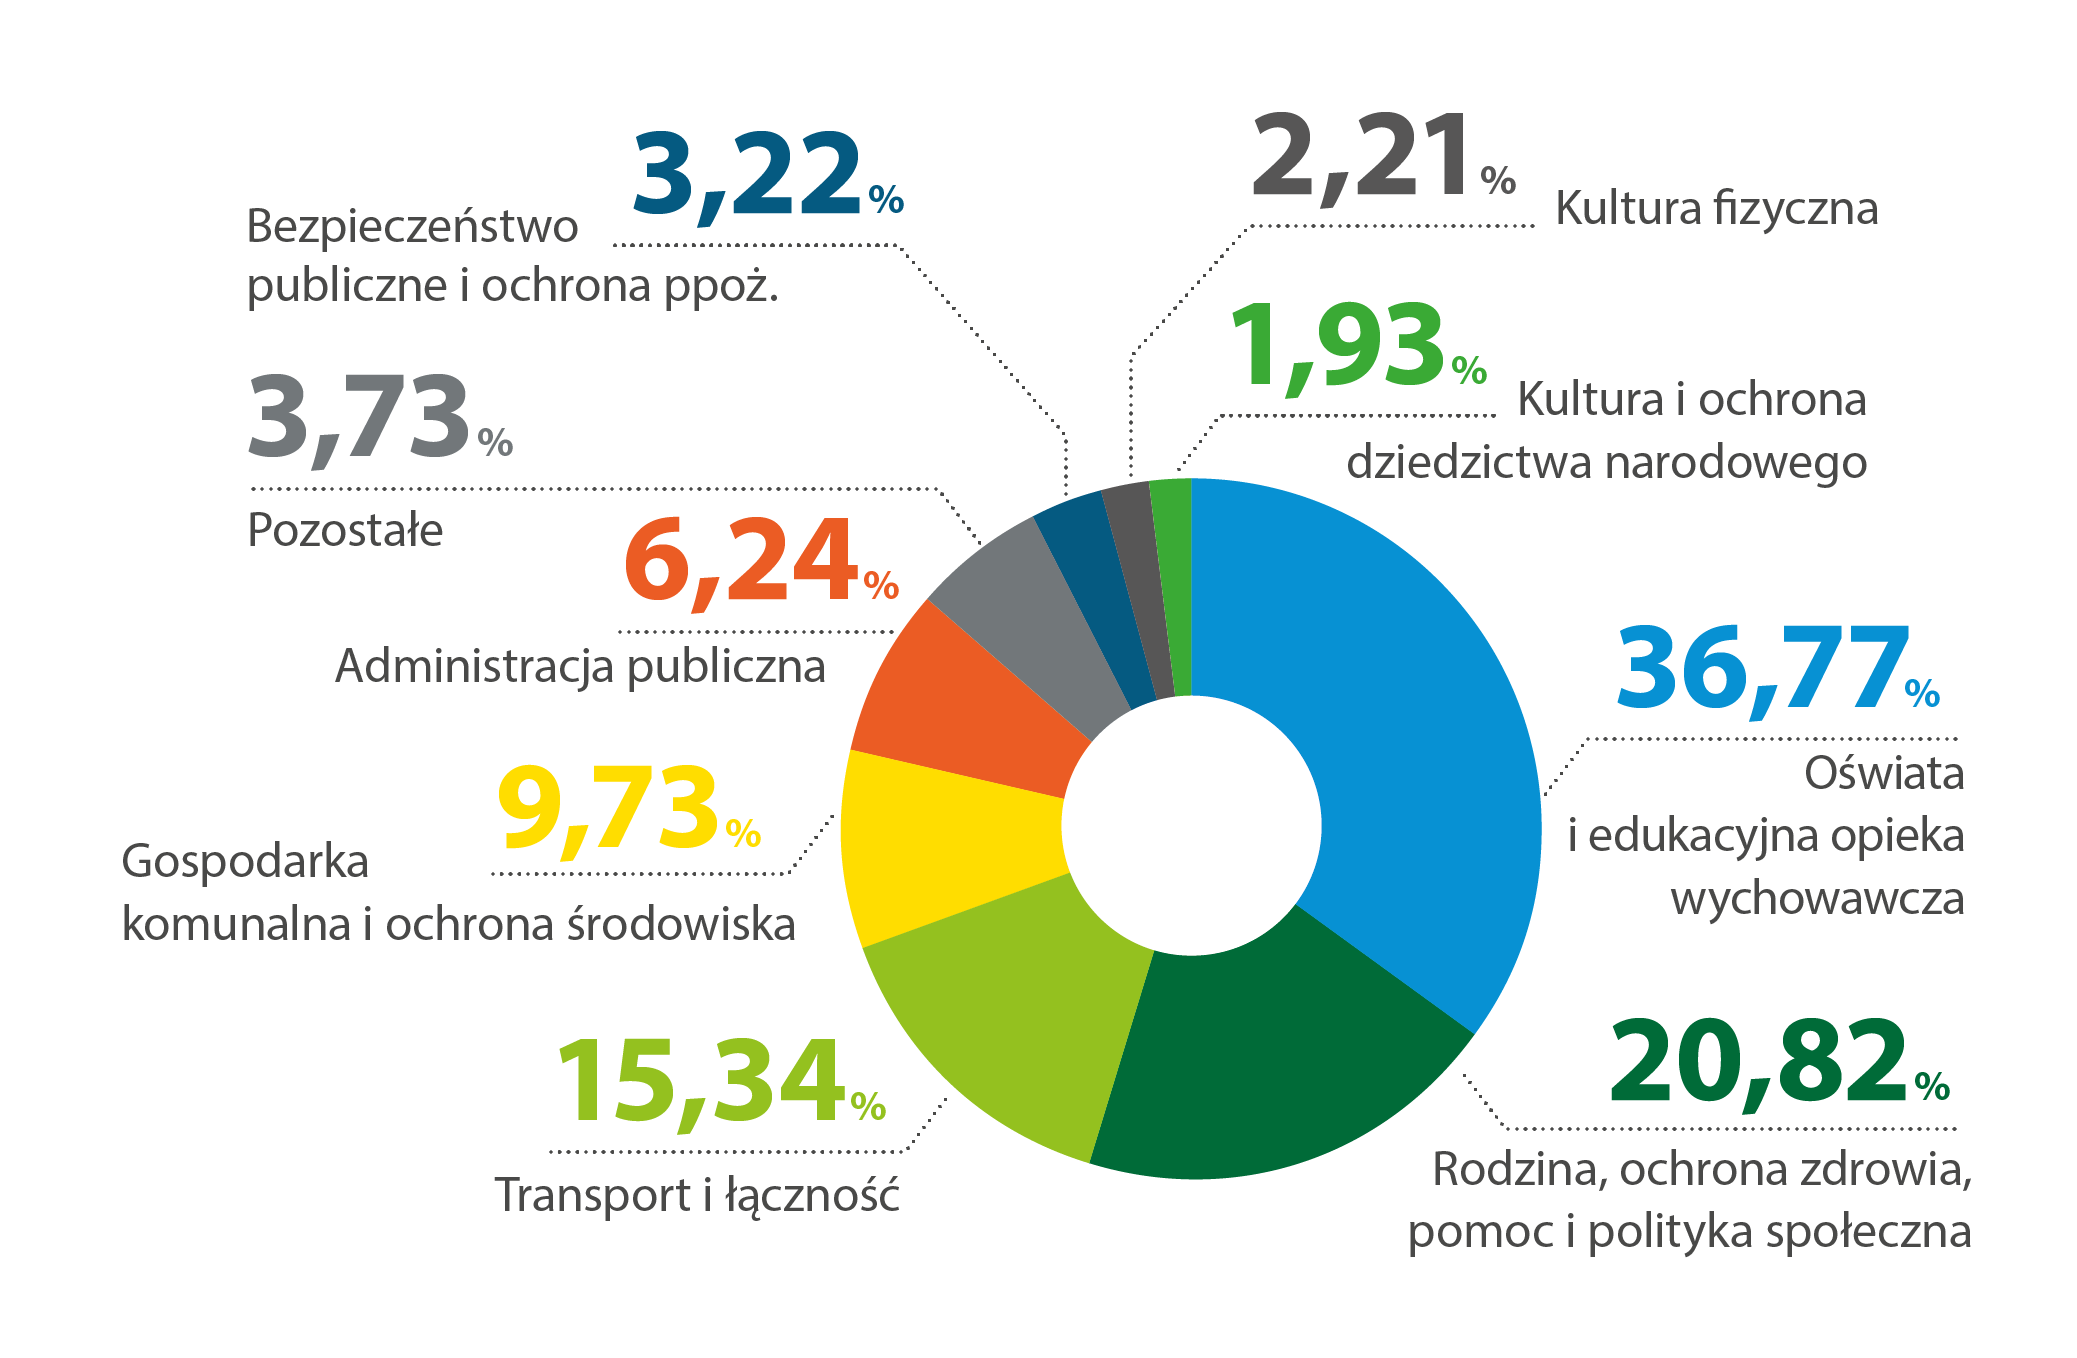 3,22%
Bezpieczeństwo
publiczne i ochrona ppoż.
2,21%
Kultura fizyczna
1,93%
Kultura i ochrona
dziedzictwa narodowego
3,73%
Pozostałe
6,24%
Administracja publiczna
36,77%
Oświata
i edukacyjna opieka
wychowawcza
9,73%
Gospodarka
komunalna i ochrona środowiska
15,34%
Transport i łączność
20,82%
Rodzina, ochrona zdrowia,
pomoc i polityka społeczna